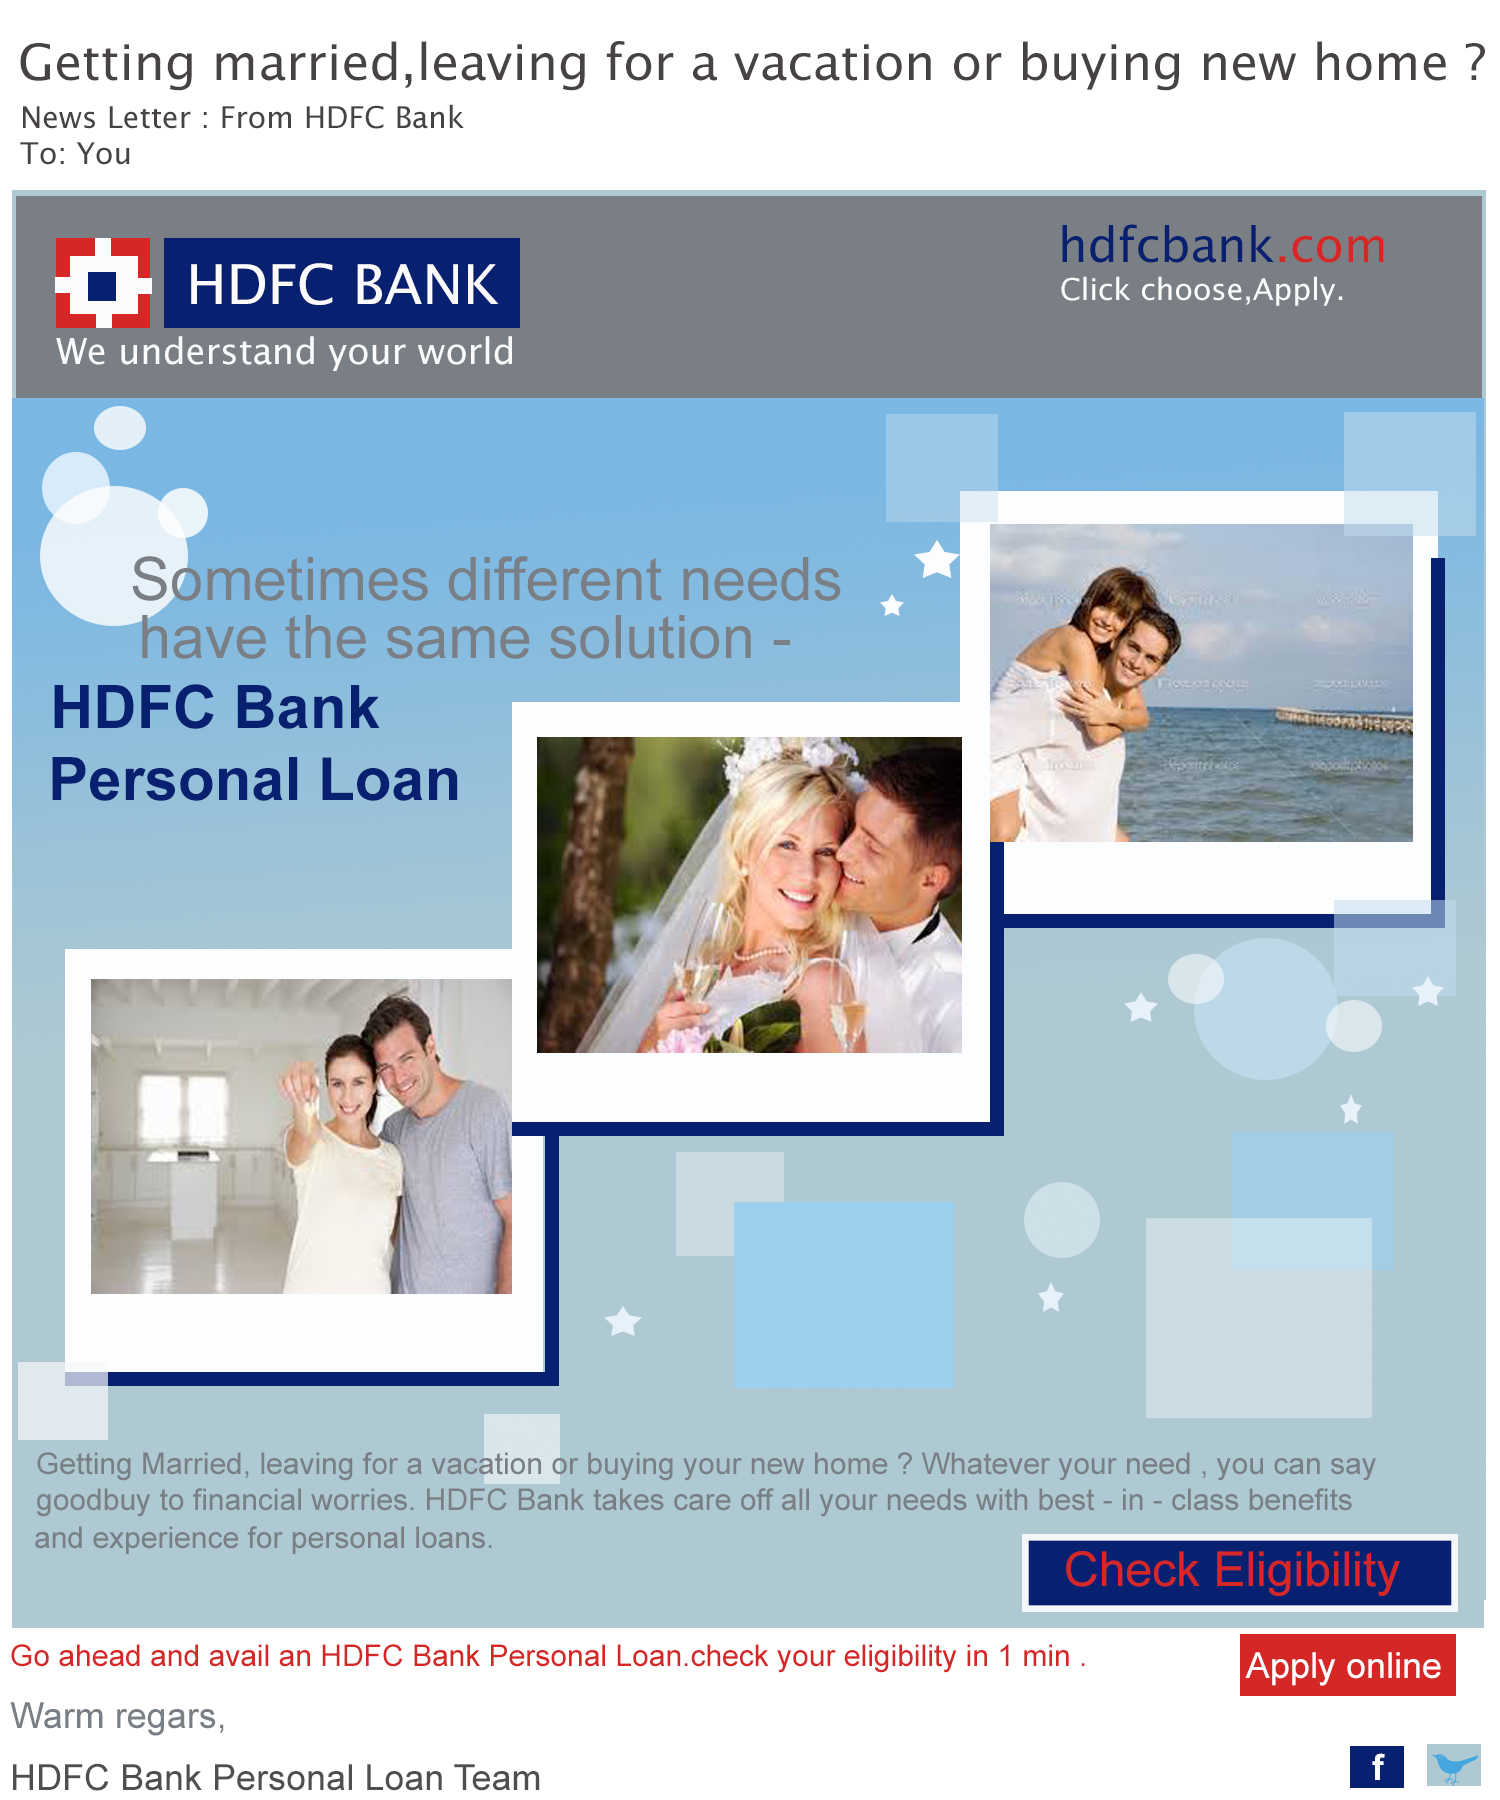 Getting married,leaving for a vacation or buying new home ?
News Letter : From HDFC Bank
To: You
HDFC BANK
We understand your world
hdfcbank.com
Click choose,Apply.
Sometimes different needs
have the same solution -
HDFC Bank
Personal Loan
Getting Married, leaving for a vacation or buying your new home ? Whatever your need , you can say
goodbuy to financial worries. HDFC Bank takes care off all your needs with best - in - class benefits
and experience for personal loans.
Check Eligibility
Go ahead and avail an HDFC Bank Personal Loan.check your eligibility in 1 min .
Apply online
Warm regars,
HDFC Bank Personal Loan Team
f